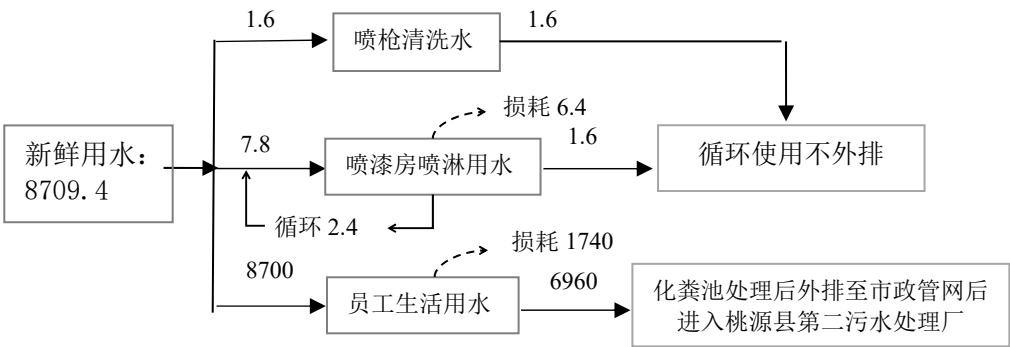 1.6
喷枪清洗水
1.6
损耗 6.4
新鲜用水：
8709.4
7.8
喷漆房喷淋用水
1.6
循环使用不外排
循环 2.4
损耗 1740
8700
员工生活用水
6960
化粪池处理后外排至市政管网后
进入桃源县第二污水处理厂